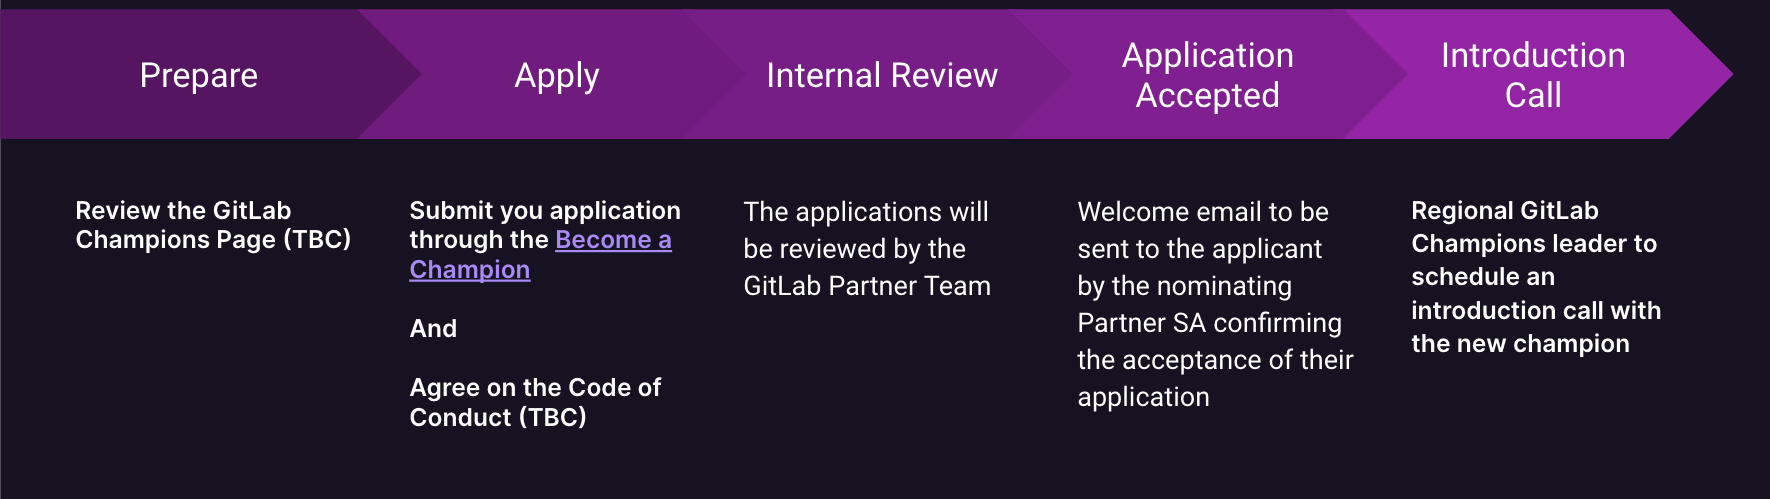 Prepare
Apply
Internal Review
Application
Accepted
Introduction
Call
Review the GitLab
Champions Page (TBC)
Submit you application
through the Become a
Champion
And
Agree on the Code of
Conduct (TBC)
The applications will
be reviewed by the
GitLab Partner Team
Welcome email to be
sent to the applicant
by the nominating
Partner SA confirming
the acceptance of their
application
Regional GitLab
Champions leader to
schedule an
introduction call with
the new champion